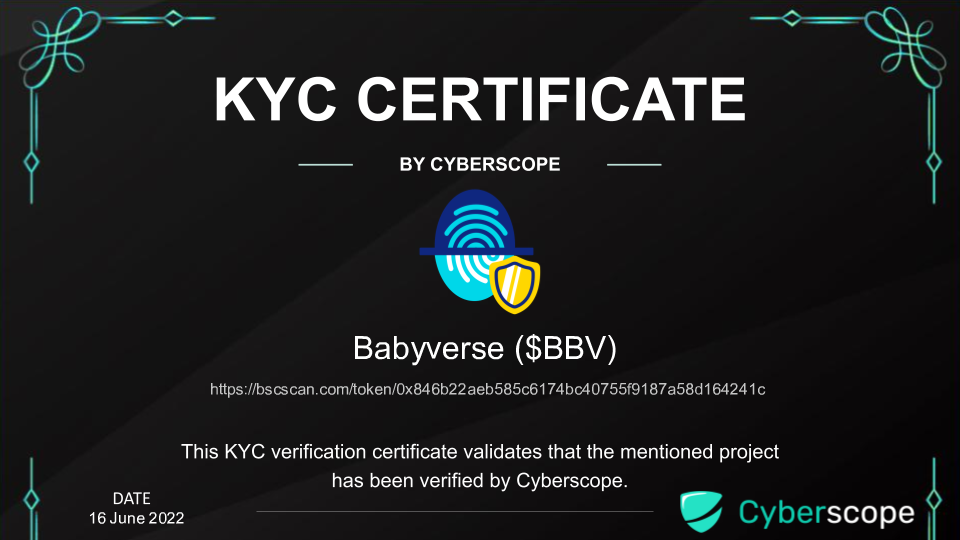 KYC CERTIFICATE
BY CYBERSCOPE
Babyverse ($BBV)
https://bscscan.com/token/0x846b22aeb585c6174bc40755f9187a58d164241c
This KYC verification certificate validates that the mentioned project
has been verified by Cyberscope.
DATE
16 June 2022
Cyberscope